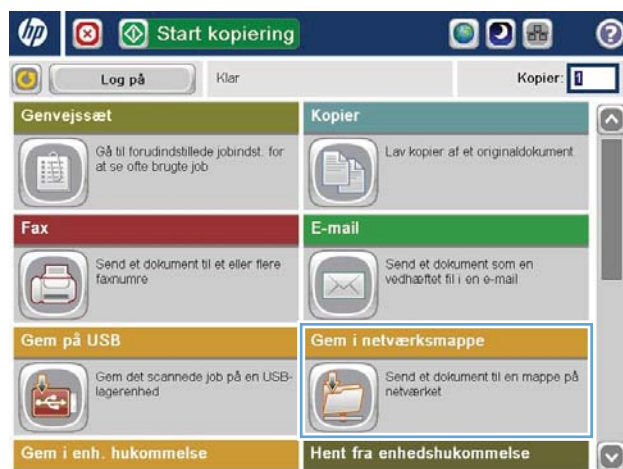 hp
Start kopiering
?
Log på
Klar
Kopier: 1
Genvejssæt
Gå til forudindstillede jobindst. for
at se ofte brugte job
Kopier
Lav kopier af et originaldokument
Fax
Send et dokument til et eller flere
faxnumre
E-mail
Send et dokument som en
vedhæftet fil i en e-mail
Gem på USB
Gem det scannede job på en USB-
lagerenhed
Gem i netværksmappe
Send et dokument til en mappe på
netværket
Gem i enh. hukommelse
Hent fra enhedshukommelse